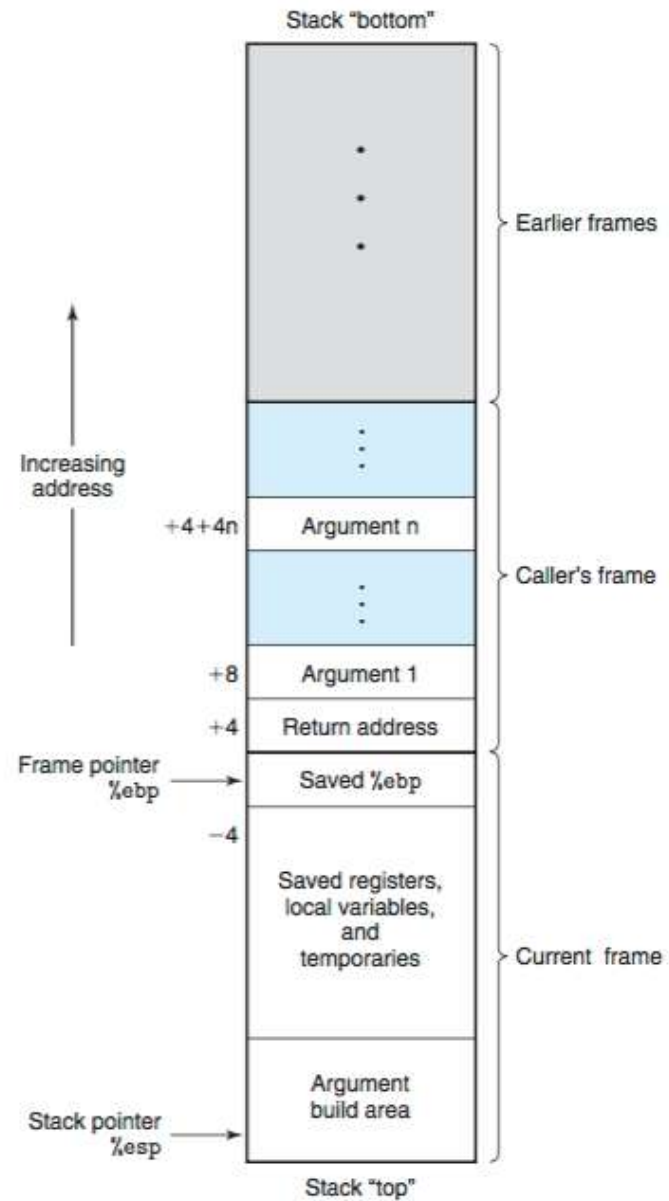 Stack “bottom”
Earlier frames
Increasing
address
+4+4n
Argument n
Caller's frame
+8
Argument 1
+4
Return address
Frame pointer
%ebp
Saved %ebp
−4
Saved registers,
local variables,
and
temporaries
Current frame
Argument
build area
Stack pointer
%esp
Stack “top”